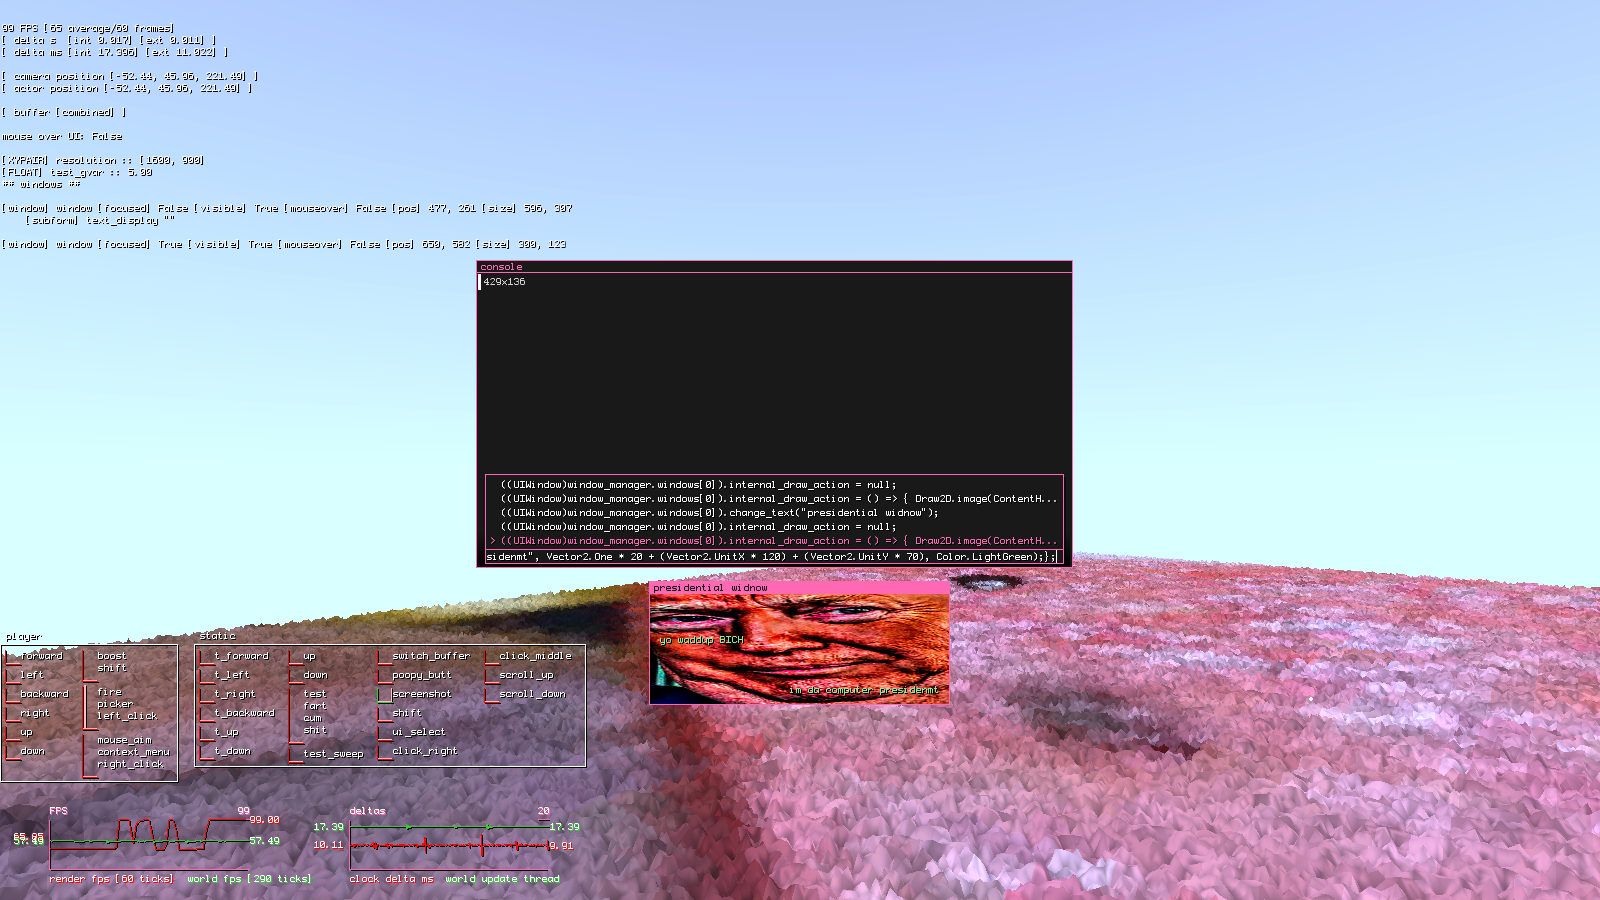 99 FPS [65 average/60 frames]
[ delta s  [int 0.017] [ext 0.011] ]
[ delta ms [int 17.396] [ext 11.022] ]
[ camera position [-52.44, 45.96, 221.49] ]
[ actor position [-52.44, 45.96, 221.49] ]
[ buffer [combined] ]
mouse over UI: False
[XYPAIR] resolution :: [1600, 900]
[FLOAT] test_gvar :: 5.00
## windows ##
[window] window [focused] False [visible] True [mouseover] False [pos] 477, 261 [size] 596, 307
[subform] text_display ""
[window] window [focused] True [visible] True [mouseover] False [pos] 650, 582 [size] 300, 123
console
429x136
((UIWindow)window_manager.windows[0]).internal_draw_action = null;
((UIWindow)window_manager.windows[0]).internal_draw_action = () => { Draw2D.image(ContentH...
((UIWindow)window_manager.windows[0]).change_text("presidential widnow");
((UIWindow)window_manager.windows[0]).internal_draw_action = null;
> ((UIWindow)window_manager.windows[0]).internal_draw_action = () => { Draw2D.image(ContentH...
sidenmt", Vector2.One * 20 + (Vector2.UnitX * 120) + (Vector2.UnitY * 70), Color.LightGreen);};
presidential widnow
yo waddup BICH
im da computer presidenmt
player
forward
left
backward
right
up
down
boost
shift
fire
picker
left_click
mouse_aim
context_menu
right_click
static
t_forward
t_left
t_right
t_backward
t_up
t_down
up
down
test
fart
cum
shit
test_sweep
switch_buffer
poopy_butt
screenshot
shift
ui_select
click_right
click_middle
scroll_up
scroll_down
FPS 99
99.00
57.49
57.49
render fps [60 ticks] world fps [290 ticks]
deltas 20
17.39
17.39
10.11
9.91
clock delta ms world update thread